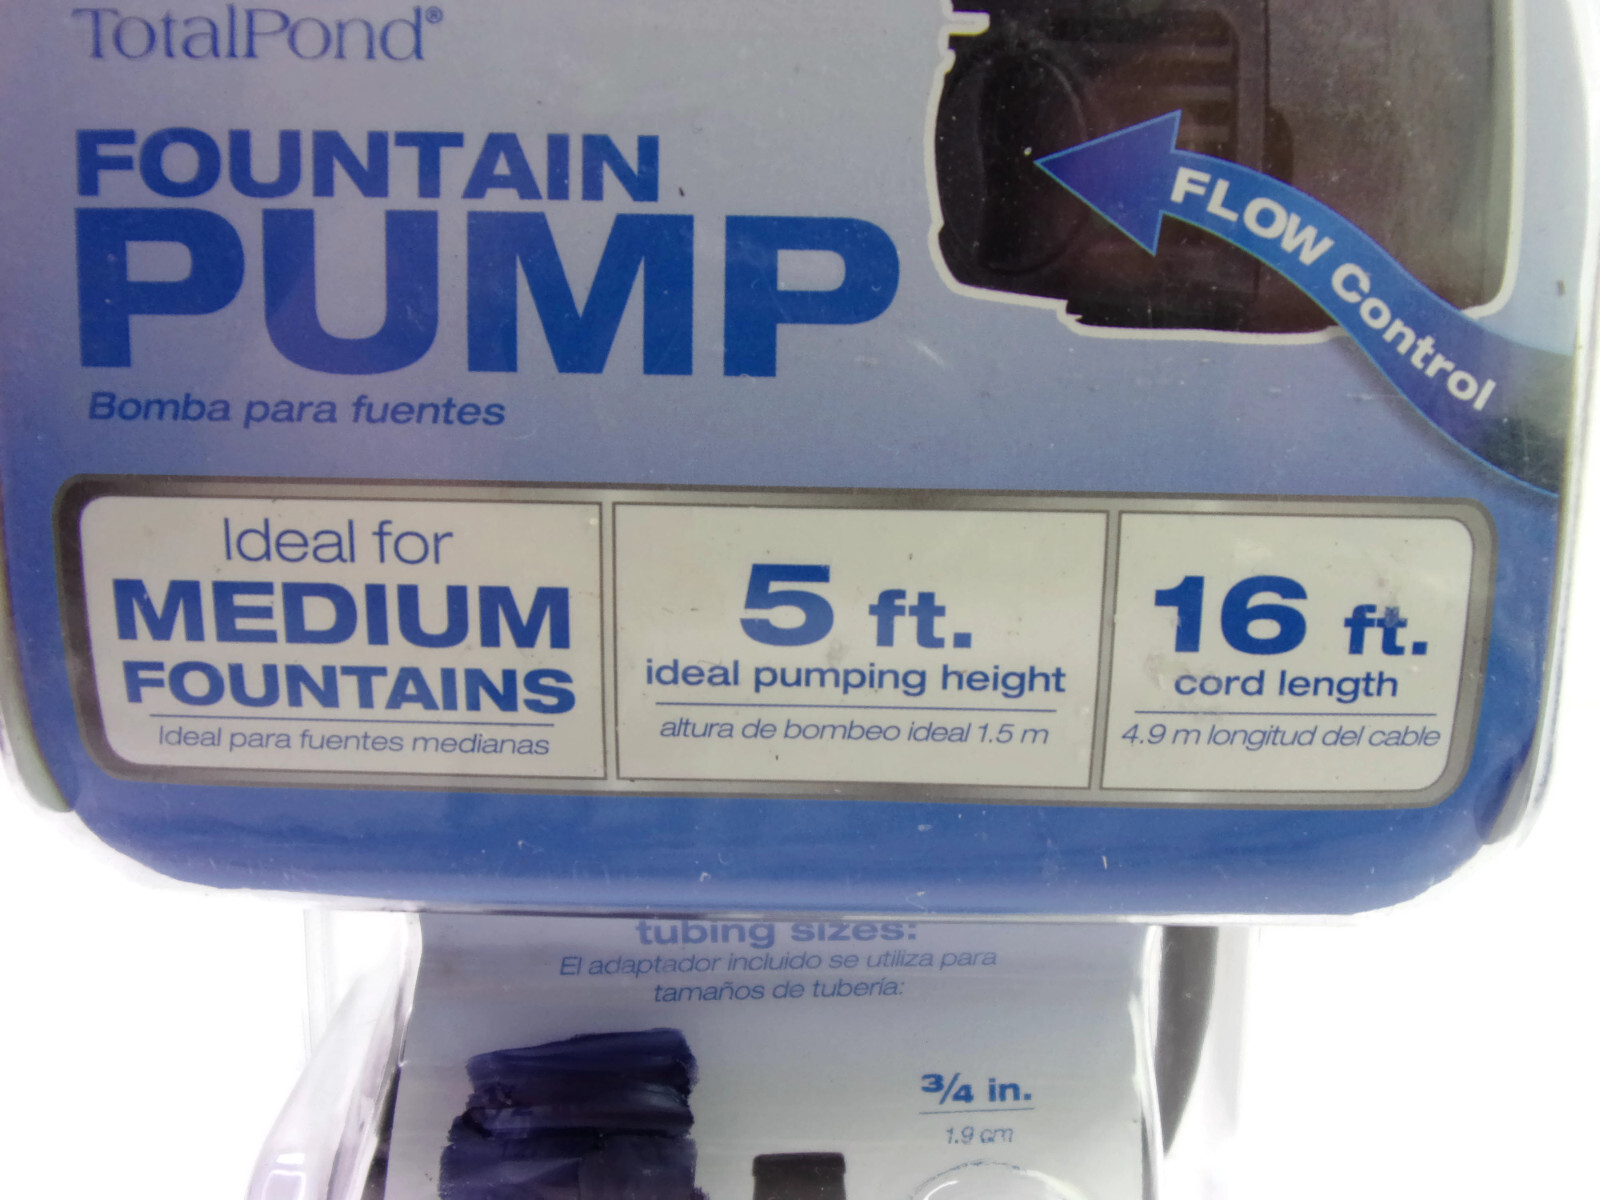 TotalPond®
FOUNTAIN
PUMP
Bomba para fuentes
FLOW Control
Ideal for
MEDIUM
FOUNTAINS
Ideal para fuentes medianas
5 ft.
ideal pumping height
altura de bombeo ideal 1.5 m
16 ft.
cord length
4.9 m longitud del cable
tubing sizes:
El adaptador incluido se utiliza para
tamaños de tubería:
3/4 in.
1.9 cm